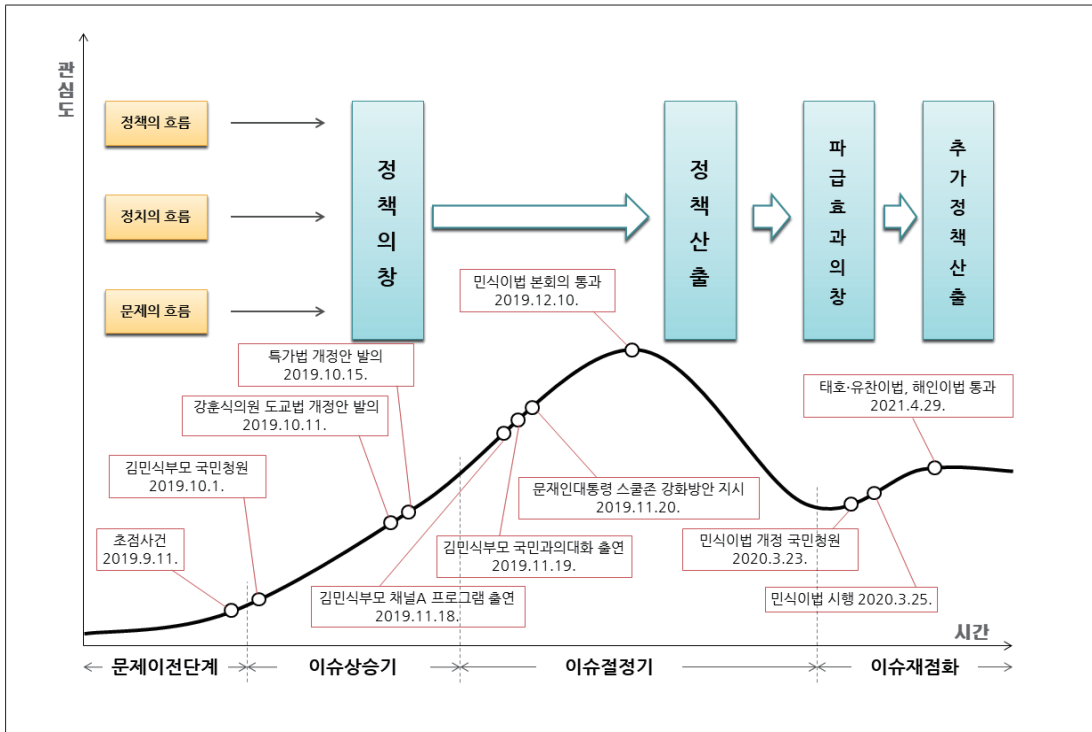 관심도
정책의 흐름
정치의 흐름
문제의 흐름
정책의창
정책산출
파급효과의창
추가정책산출
민식이법 본회의 통과
2019.12.10.
특가법 개정안 발의
2019.10.15.
강훈식의원 도교법 개정안 발의
2019.10.11.
김민식부모 국민청원
2019.10.1.
초점사건
2019.9.11.
태호·유찬이법, 해인이법 통과
2021.4.29.
문재인대통령 스쿨존 강화방안 지시
2019.11.20.
김민식부모 국민과의대화 출연
2019.11.19.
김민식부모 채널A 프로그램 출연
2019.11.18.
민식이법 개정 국민청원
2020.3.23.
민식이법 시행 2020.3.25.
시간
문제이전단계
이슈상승기
이슈절정기
이슈재점화